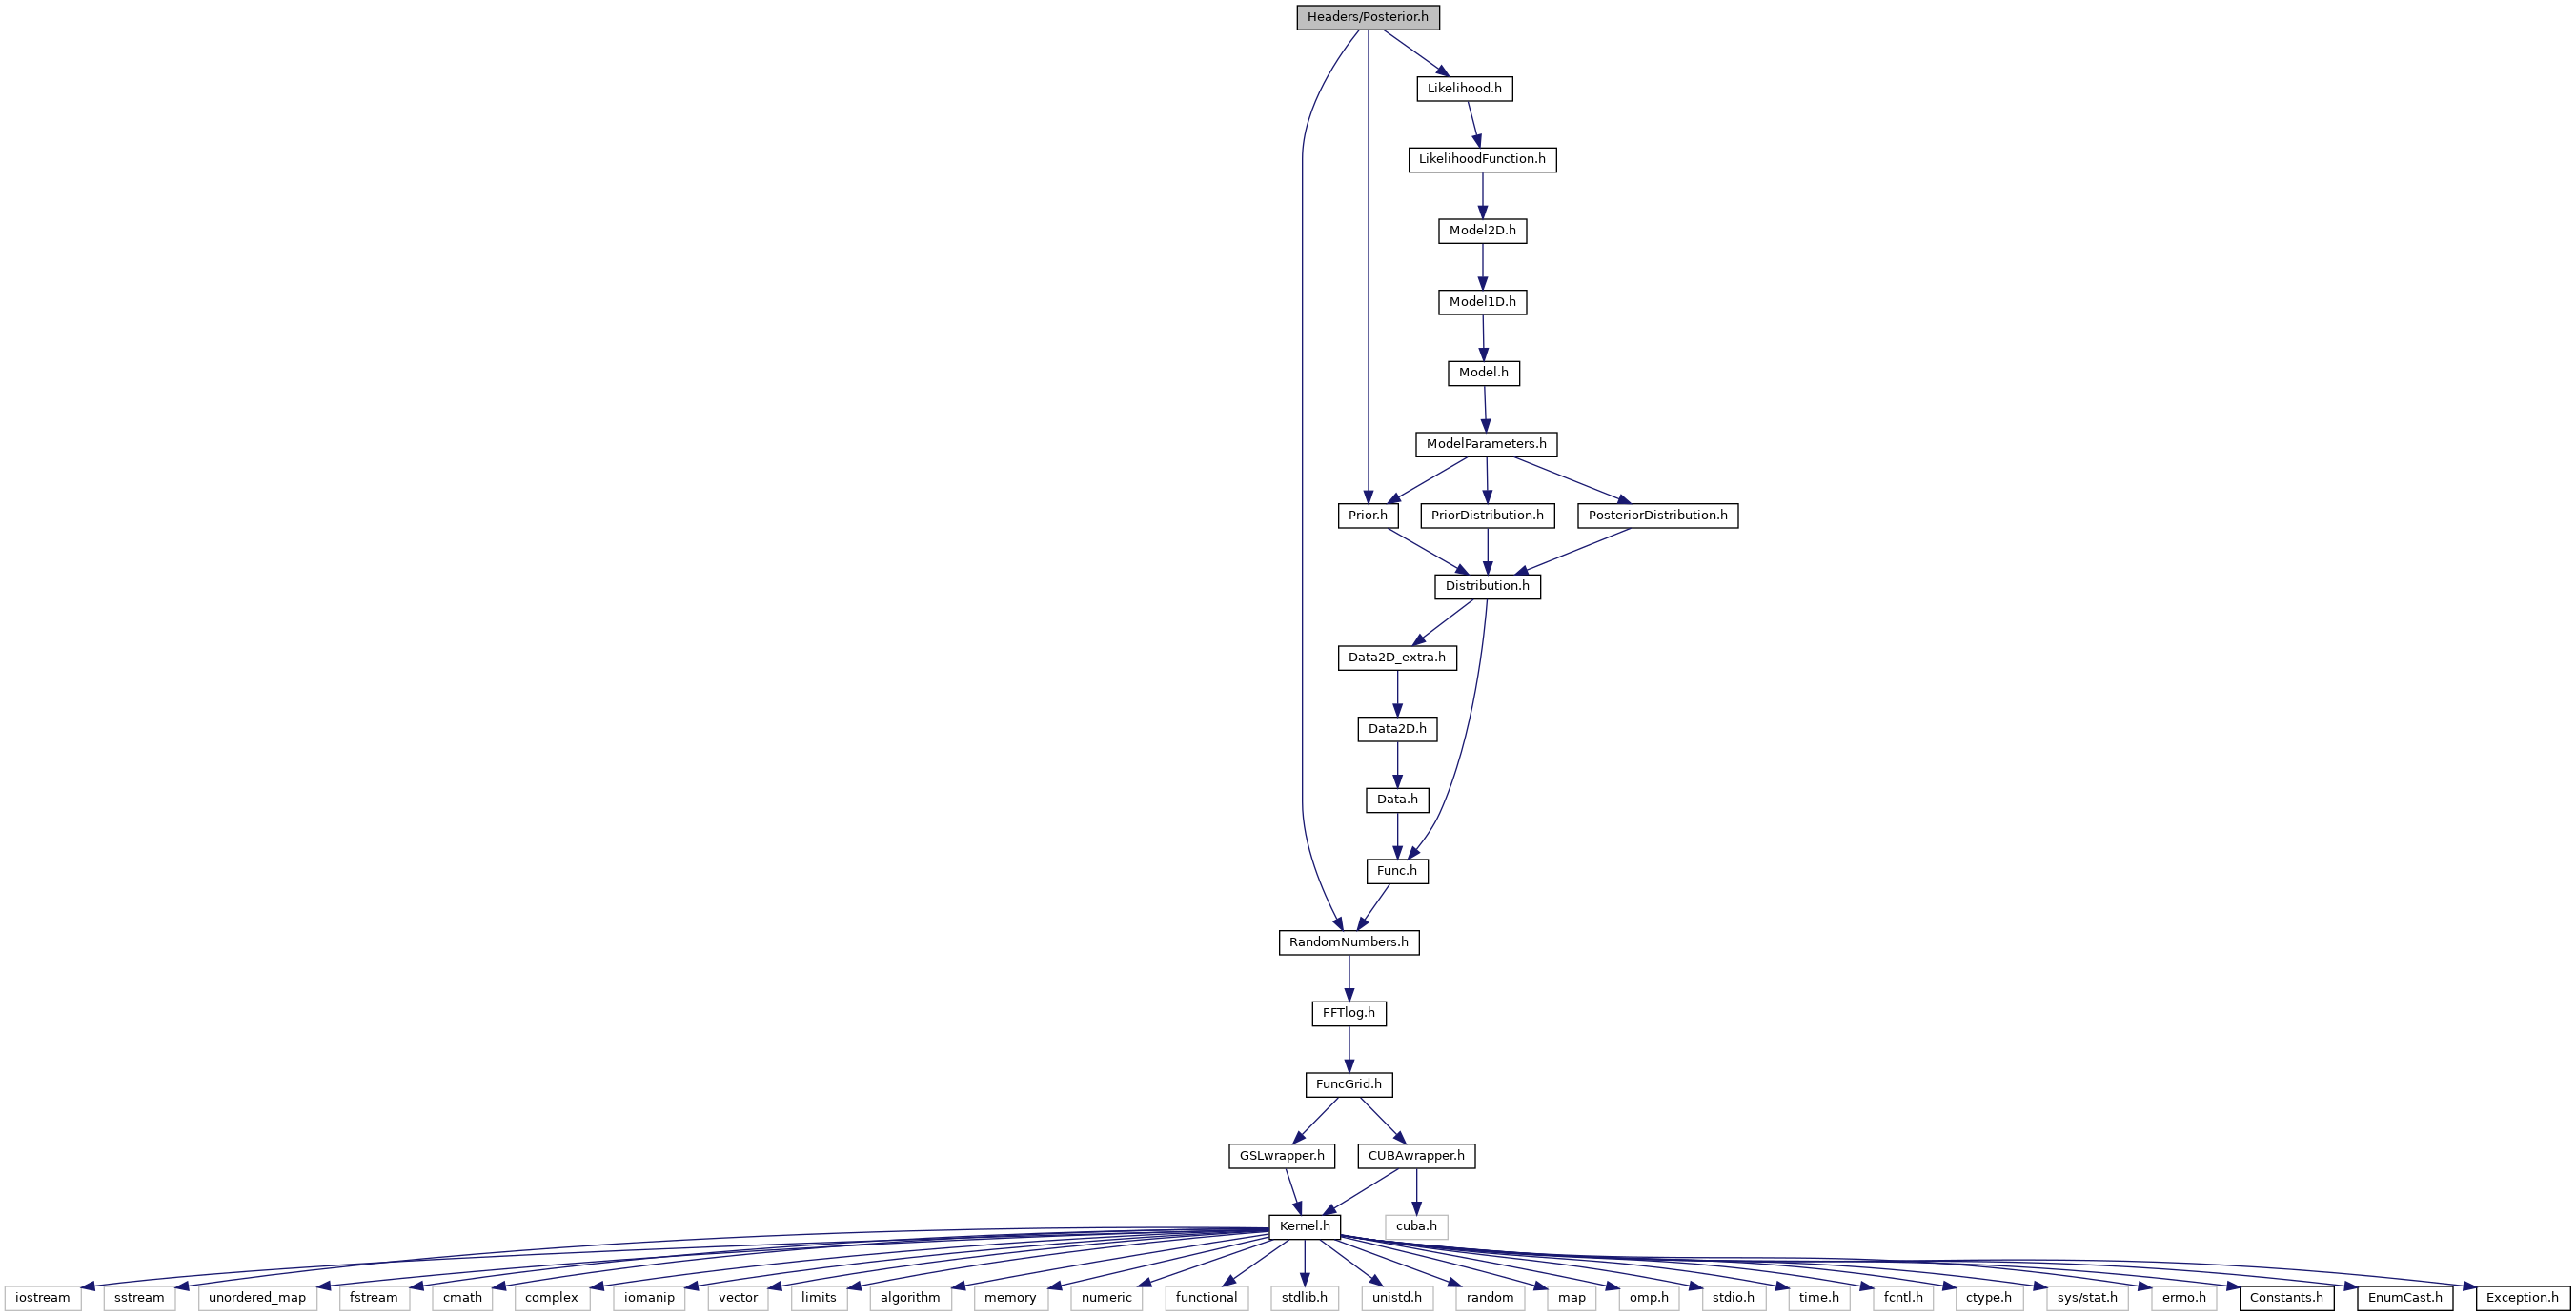 Headers/Posterior.h
Likelihood.h
LikelihoodFunction.h
Model2D.h
Model1D.h
Model.h
ModelParameters.h
Prior.h
PriorDistribution.h
PosteriorDistribution.h
Distribution.h
Data2D_extra.h
Data2D.h
Data.h
Func.h
RandomNumbers.h
FFTlog.h
FuncGrid.h
GSLwrapper.h
CUBAwrapper.h
Kernel.h
cuba.h
iostream
sstream
unordered_map
fstream
cmath
complex
iomanip
vector
limits
algorithm
memory
numeric
functional
stdlib.h
unistd.h
random
map
omp.h
stdio.h
time.h
fcntl.h
ctype.h
sys/stat.h
errno.h
Constants.h
EnumCast.h
Exception.h